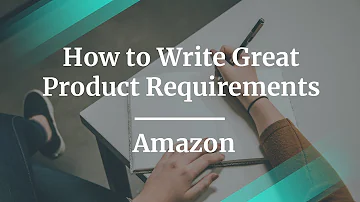 How to Write Great
Product Requirements
Amazon